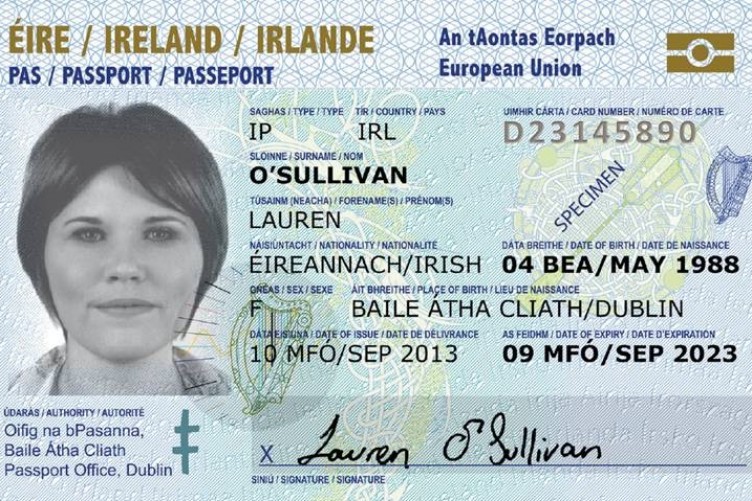 ÉIRE / IRELAND / IRLANDE
PAS / PASSPORT / PASSEPORT
An tAontas Eorpach
European Union
SAGHAS / TYPE / TYPE TÍR / COUNTRY / PAYS UIMHIR CÁRTA / CARD NUMBER / NUMÉRO DE CARTE
IP IRL D23145890
SLOINNE / SURNAME / NOM
O'SULLIVAN
SPECIMEN
TÚSAINM (NEACHA) / FORENAME(S) / PRÉNOM(S)
LAUREN
NÁISIÚNTACHT / NATIONALITY / NATIONALITÉ DÁTA BREITHE / DATE OF BIRTH / DATE DE NAISSANCE
ÉIREANNACH/IRISH 04 BEA/MAY 1988
GNÉAS / SEX / SEXE ÁIT BHREITHE / PLACE OF BIRTH / LIEU DE NAISSANCE
F BAILE ÁTHA CLIATH/DUBLIN
DÁTA EISIÚNA / DATE OF ISSUE / DATE DE DÉLIVRANCE AS FEIDHM / DATE OF EXPIRY / DATE D'EXPIRATION
10 MFÓ/SEP 2013 09 MFÓ/SEP 2023
ÚDARÁS / AUTHORITY / AUTORITÉ
Oifig na bPasanna,
Baile Átha Cliath
Passport Office, Dublin
X Lauren O'Sullivan
SINIÚ / SIGNATURE / SIGNATURE